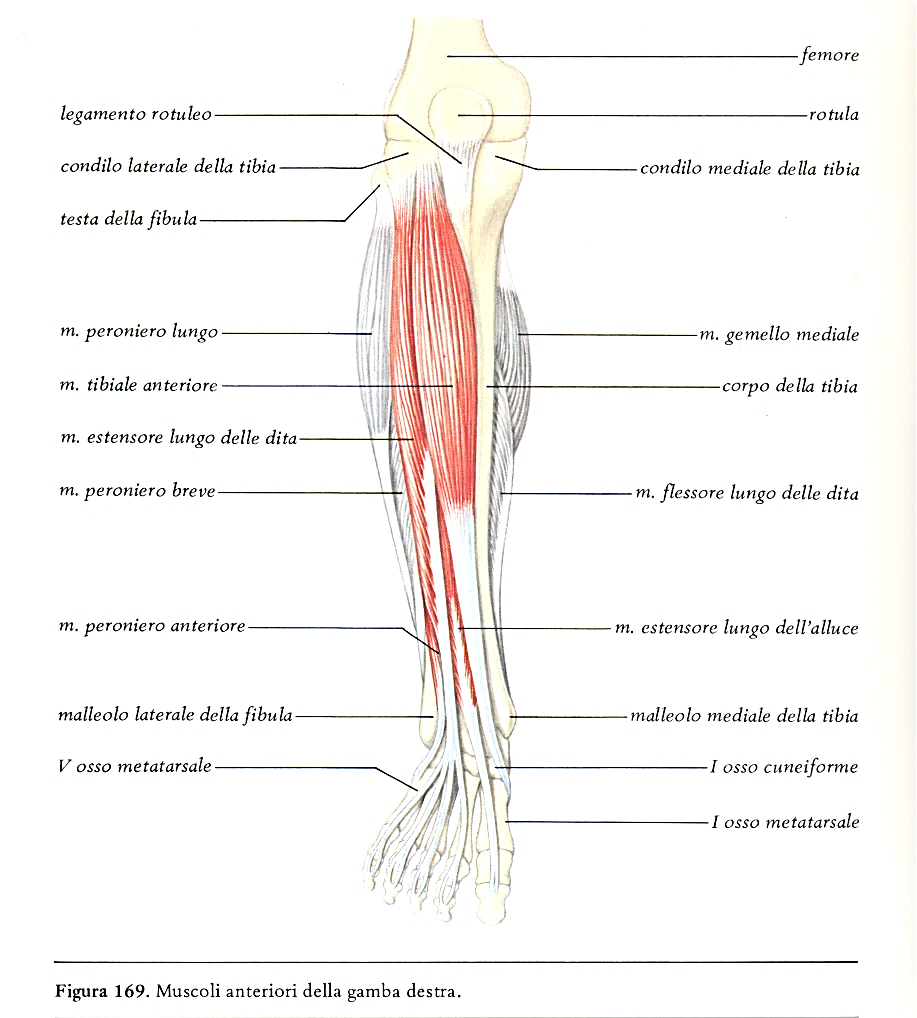 femore
legamento rotuleo
rotula
condilo laterale della tibia
condilo mediale della tibia
testa della fibula
m. peroniero lungo
m. gemello mediale
m. tibiale anteriore
corpo della tibia
m. estensore lungo delle dita
m. peroniero breve
m. flessore lungo delle dita
m. peroniero anteriore
m. estensore lungo dell'alluce
malleolo laterale della fibula
malleolo mediale della tibia
V osso metatarsale
I osso cuneiforme
I osso metatarsale
Figura 169. Muscoli anteriori della gamba destra.